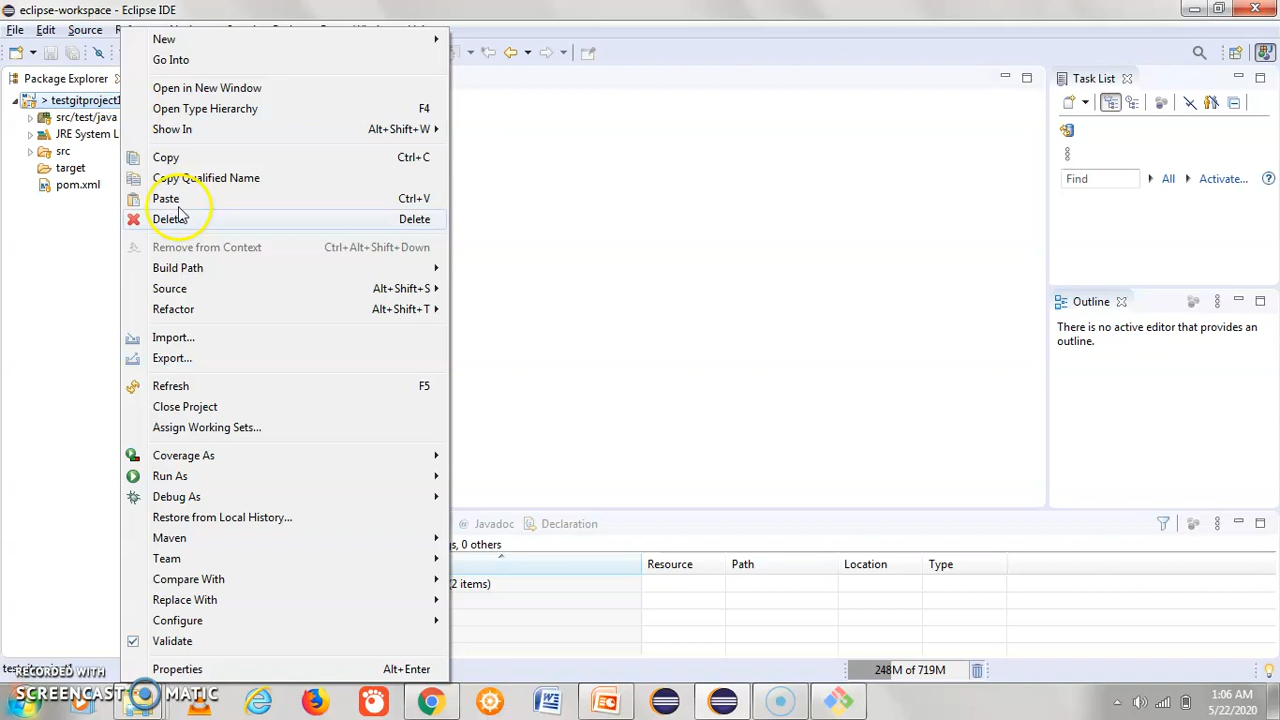 eclipse-workspace - Eclipse IDE
File Edit Source
Package Explorer
> testgitproject1
src/test/java
JRE System L
src
target
pom.xml
New
Go Into
Open in New Window
Open Type Hierarchy F4
Show In Alt+Shift+W
Copy Ctrl+C
Copy Qualified Name
Paste Ctrl+V
Delete Delete
Remove from Context Ctrl+Alt+Shift+Down
Build Path
Source Alt+Shift+S
Refactor Alt+Shift+T
Import...
Export...
Refresh F5
Close Project
Assign Working Sets...
Coverage As
Run As
Debug As
Restore from Local History...
Maven
Team
Compare With
Replace With
Configure
Validate
Properties Alt+Enter
Task List
Find All Activate...
Outline
There is no active editor that provides an
outline.
@ Javadoc Declaration
gs, 0 others
Resource Path Location Type
(2 items)
248M of 719M
RECORDED WITH
SCREENCAST MATIC
1:06 AM
5/22/2020